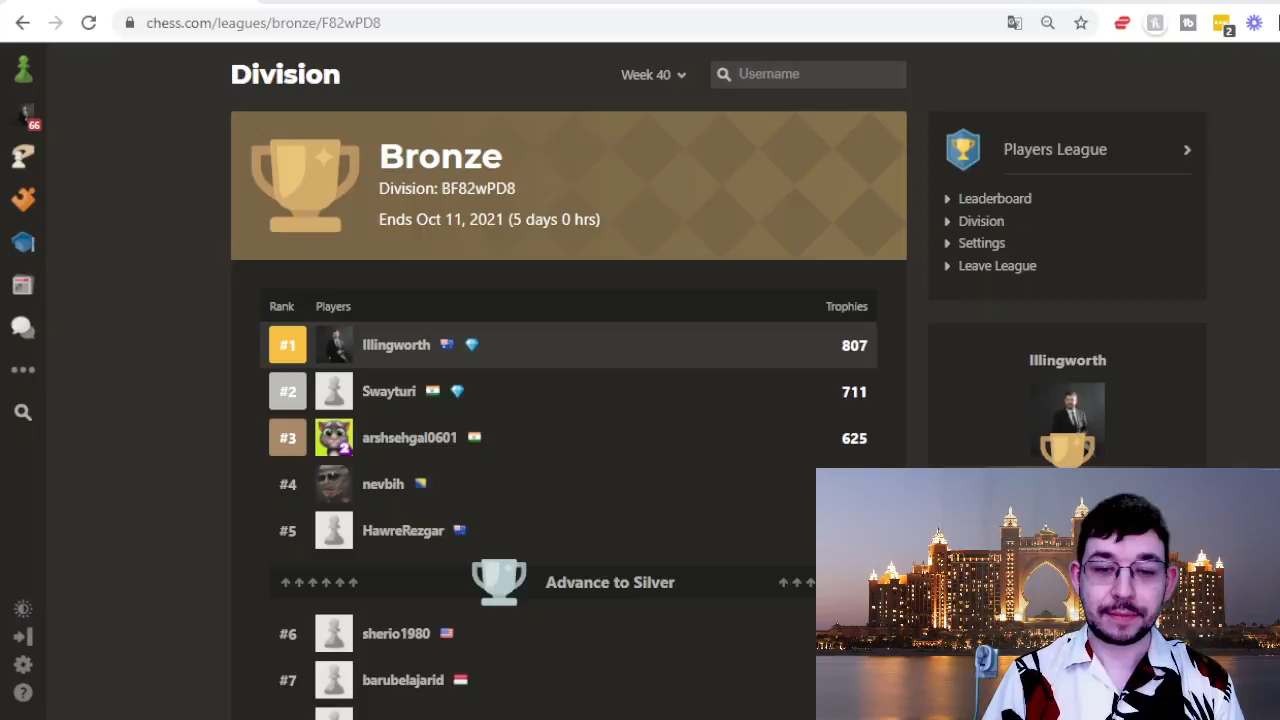 chess.com/leagues/bronze/F82wPD8
2
Division
Week 40
Username
66
Bronze
Division: BF82wPD8
Ends Oct 11, 2021 (5 days 0 hrs)
Players League
Leaderboard
Division
Settings
Leave League
Rank Players Trophies
#1 Illingworth 807
#2 Swayturi 711
#3 arshsehgal0601 625
2
#4 nevbih
#5 HawreRezgar
Advance to Silver
#6 sherio1980
#7 barubelajarid
Illingworth